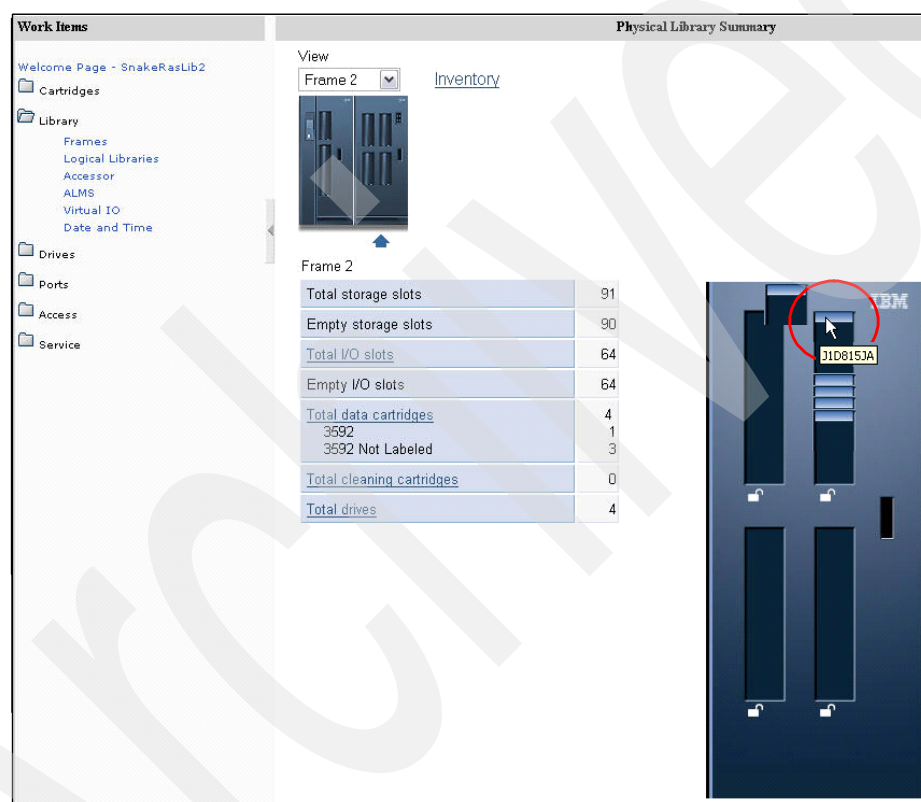 Work Items
Physical Library Summary
Welcome Page - SnakeRasLib2
Cartridges
Library
Frames
Logical Libraries
Accessor
ALMS
Virtual IO
Date and Time
Drives
Ports
Access
Service
View
Frame 2
Inventory
Frame 2
Total storage slots 91
Empty storage slots 90
Total I/O slots 64
Empty I/O slots 64
Total data cartridges 4
3592 1
3592 Not Labeled 3
Total cleaning cartridges 0
Total drives 4
IBM
J1D815JA